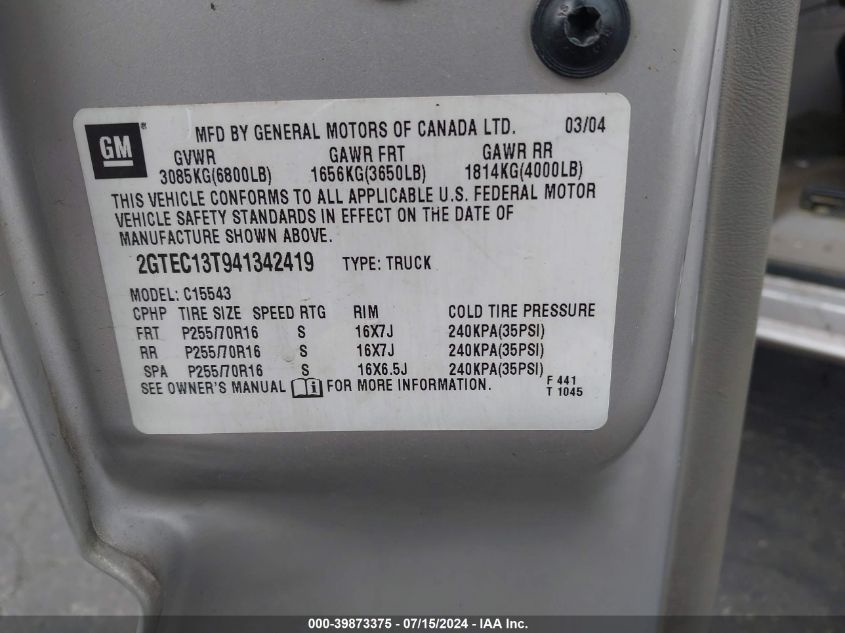 GM
MFD BY GENERAL MOTORS OF CANADA LTD. 03/04
GVWR GAWR FRT GAWR RR
3085KG(6800LB) 1656KG(3650LB) 1814KG(4000LB)
THIS VEHICLE CONFORMS TO ALL APPLICABLE U.S. FEDERAL MOTOR
VEHICLE SAFETY STANDARDS IN EFFECT ON THE DATE OF
MANUFACTURE SHOWN ABOVE.
2GTEC13T941342419 TYPE: TRUCK
MODEL: C15543
CPHP TIRE SIZE SPEED RTG RIM COLD TIRE PRESSURE
FRT P255/70R16 S 16X7J 240KPA(35PSI)
RR P255/70R16 S 16X7J 240KPA(35PSI)
SPA P255/70R16 S 16X6.5J 240KPA(35PSI)
SEE OWNER'S MANUAL FOR MORE INFORMATION. F 441
T 1045
000-39873375 - 07/15/2024 - IAA Inc.